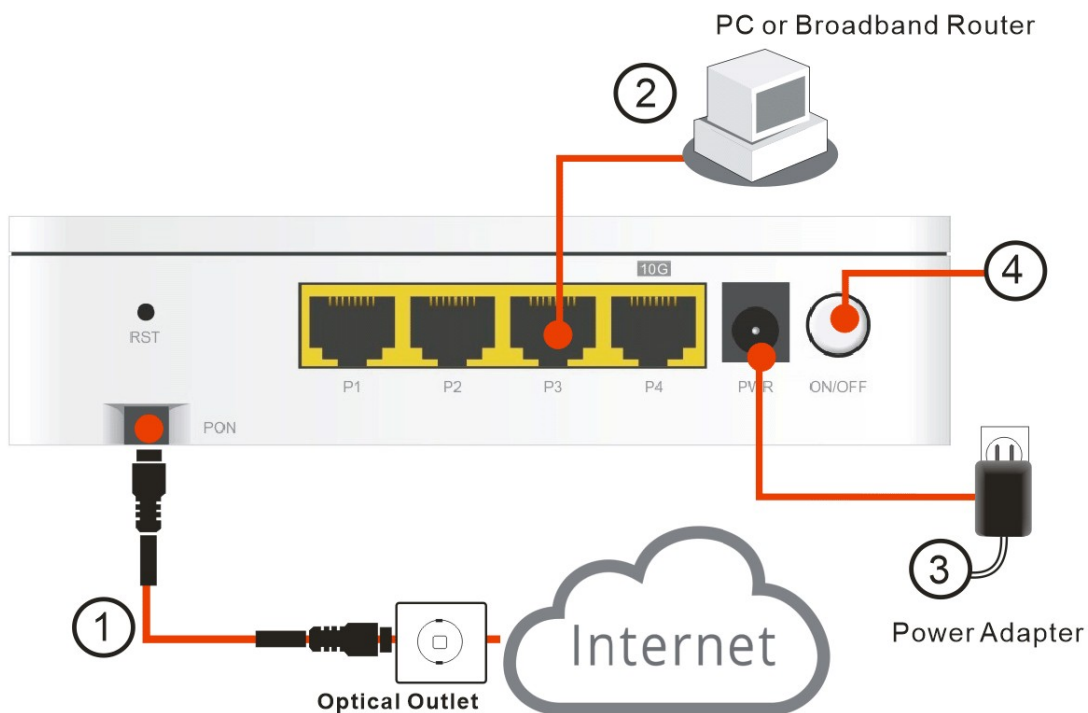 PC or Broadband Router
2
10G
4
RST
P1 P2 P3 P4 PWR ON/OFF
PON
3
1
Internet
Power Adapter
Optical Outlet